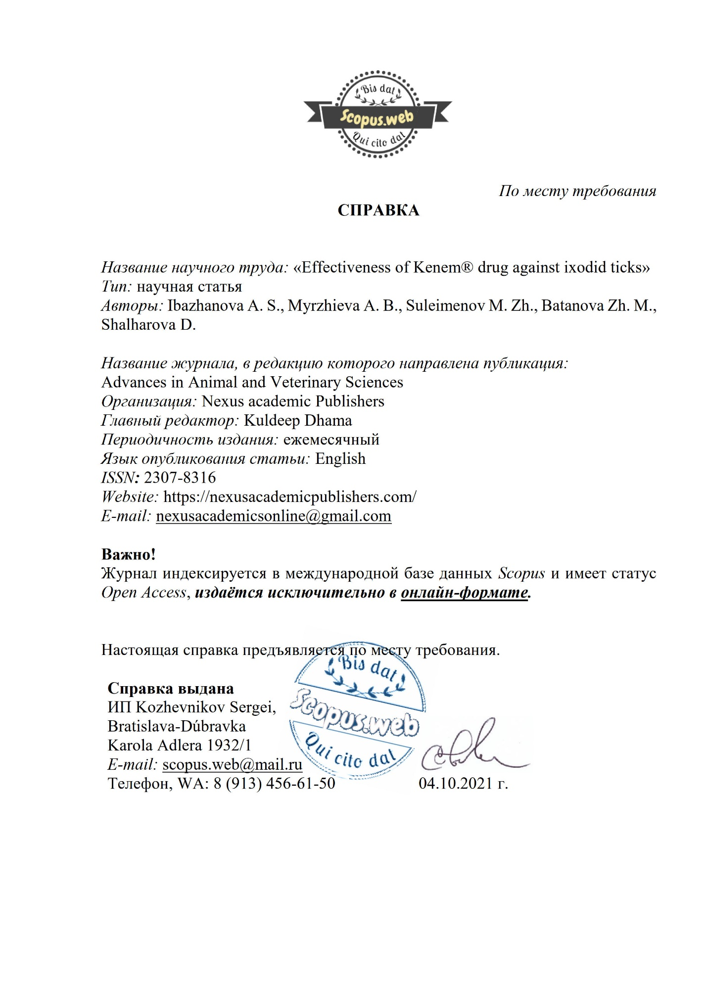 Bis dat
Scopus.web
Qui cito dat
По месту требования
СПРАВКА
Название научного труда: «Effectiveness of Kenem® drug against ixodid ticks»
Тип: научная статья
Авторы: Ibazhanova A. S., Myrzhieva A. B., Suleimenov M. Zh., Batanova Zh. M.,
Shalharova D.
Название журнала, в редакцию которого направлена публикация:
Advances in Animal and Veterinary Sciences
Организация: Nexus academic Publishers
Главный редактор: Kuldeep Dhama
Периодичность издания: ежемесячный
Язык опубликования статьи: English
ISSN: 2307-8316
Website: https://nexusacademicpublishers.com/
E-mail: nexusacademicsonline@gmail.com
Важно!
Журнал индексируется в международной базе данных Scopus и имеет статус
Open Access, издаётся исключительно в онлайн-формате.
Настоящая справка предъявляется по месту требования.
Bis dat
Scopus.web
Qui cito dat
Справка выдана
ИП Kozhevnikov Sergei,
Bratislava-Dúbravka
Karola Adlera 1932/1
E-mail: scopus.web@mail.ru
Телефон, WA: 8 (913) 456-61-50 04.10.2021 г.